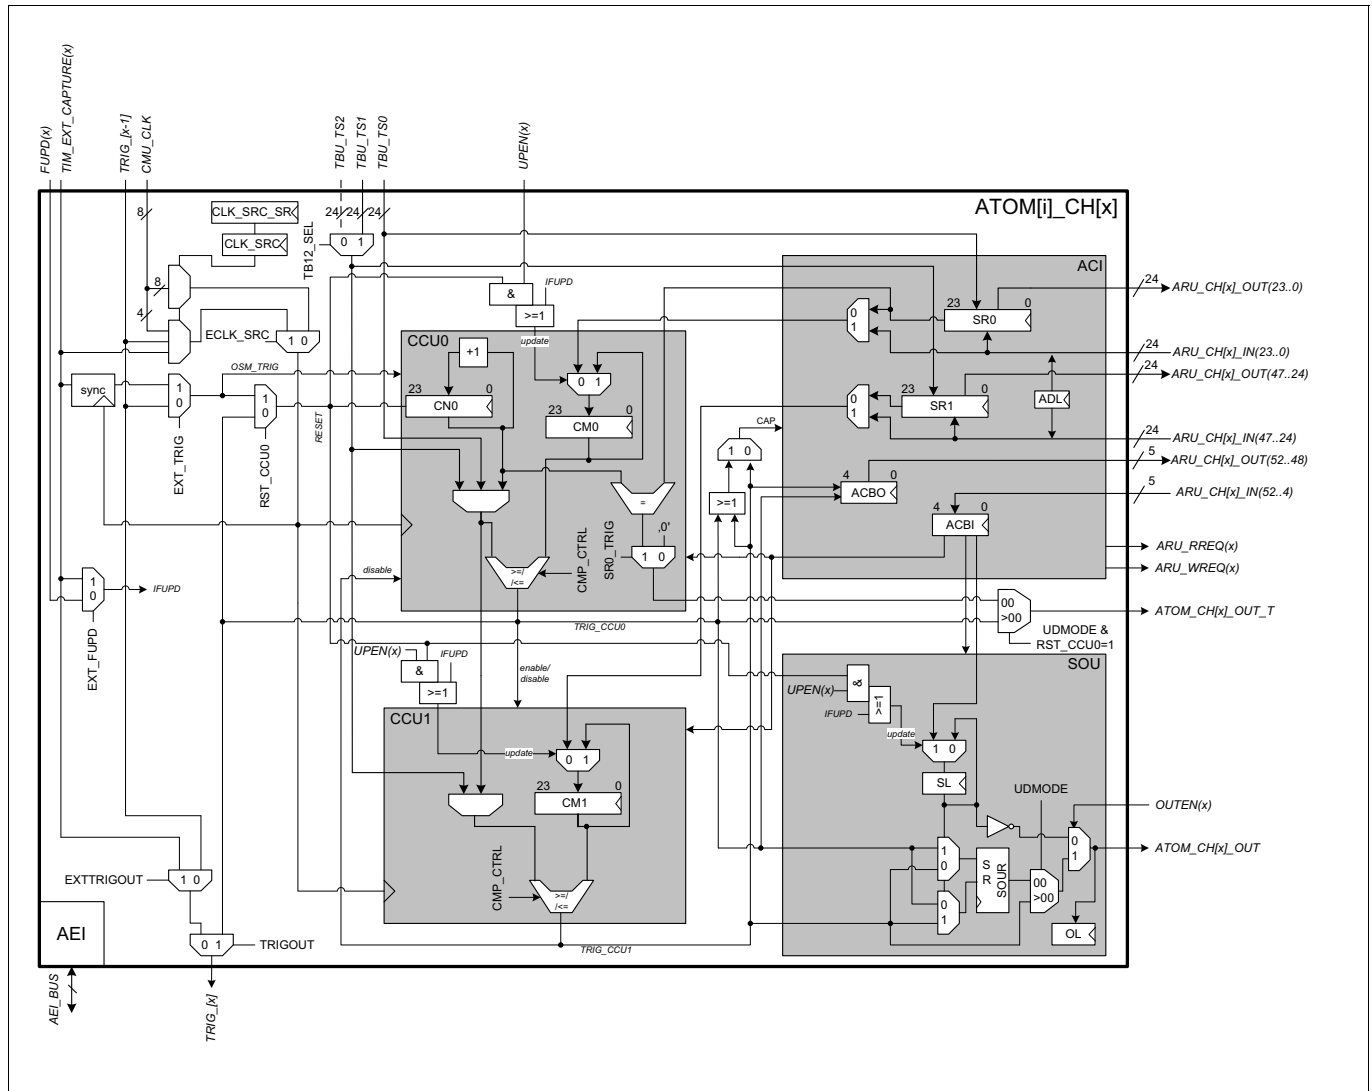 FUPD(x)
TIM_EXT_CAPTURE(x)
TRIG_[x-1]
CMU_CLK
TBU_TS2
TBU_TS1
TBU_TS0
UPEN(x)
ATOM[i]_CH[x]
8
CLK_SRC_SR
24
24
24
CLK_SRC
TB12_SEL
0 1
ACI
8
4
ECLK_SRC
1 0
&
IFUPD
>=1
update
24
ARU_CH[x]_OUT(23..0)
23
0
SR0
0
1
24
ARU_CH[x]_IN(23..0)
CCU0
+1
OSM_TRIG
sync
1
0
1
0
RESET
EXT_TRIG
RST_CCU0
23
0
CN0
0 1
23
0
CM0
24
ARU_CH[x]_OUT(47..24)
0
1
23
0
SR1
ADL
CAP
1 0
24
ARU_CH[x]_IN(47..24)
5
ARU_CH[x]_OUT(52..48)
4
0
ACBO
>=1
=
5
ARU_CH[x]_IN(52..4)
4
0
ACBI
‚0'
SR0_TRIG
1 0
>=/
/<=
CMP_CTRL
disable
ARU_RREQ(x)
ARU_WREQ(x)
1
0
IFUPD
EXT_FUPD
TRIG_CCU0
00
>00
ATOM_CH[x]_OUT_T
UDMODE &
RST_CCU0=1
UPEN(x)
IFUPD
&
>=1
enable/
disable
SOU
UPEN(x)
&
IFUPD
>=1
update
1 0
CCU1
update
0 1
23
0
CM1
SL
UDMODE
OUTEN(x)
CMP_CTRL
>=/
/<=
1
0
0
1
S
R
SOUR
00
>00
0
1
ATOM_CH[x]_OUT
OL
EXTTRIGOUT
1 0
AEI
0 1
TRIGOUT
TRIG_CCU1
AEI_BUS
TRIG_[x]